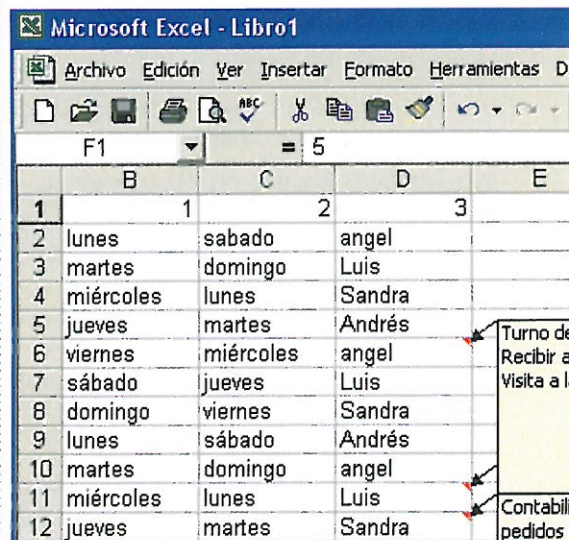 Microsoft Excel - Libro1
Archivo Edición Ver Insertar Formato Herramientas D
ABC
F1 = 5
B C D E
1 1 2 3
2 lunes sabado angel
3 martes domingo Luis
4 miércoles lunes Sandra
5 jueves martes Andrés
Turno de
6 viernes miércoles angel
Recibir a
7 sábado jueves Luis
Visita a l
8 domingo viernes Sandra
9 lunes sábado Andrés
10 martes domingo angel
11 miércoles lunes Luis
Contabili
12 jueves martes Sandra
pedidos